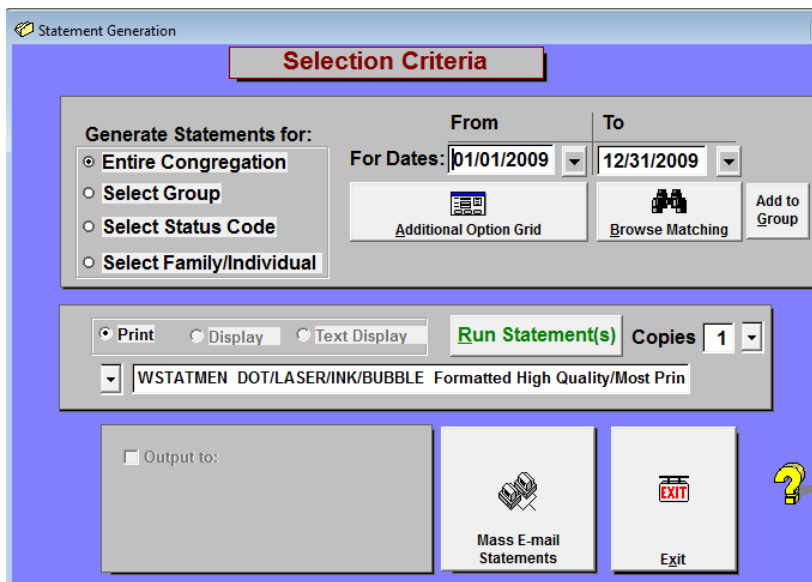 Statement Generation
Selection Criteria
Generate Statements for:
Entire Congregation
Select Group
Select Status Code
Select Family/Individual
From
To
For Dates:
01/01/2009
12/31/2009
Additional Option Grid
Browse Matching
Add to
Group
Print
Display
Text Display
Run Statement(s)
Copies
1
WSTATMEN DOT/LASER/INK/BUBBLE Formatted High Quality/Most Prin
Output to:
Mass E-mail
Statements
EXIT
Exit
?